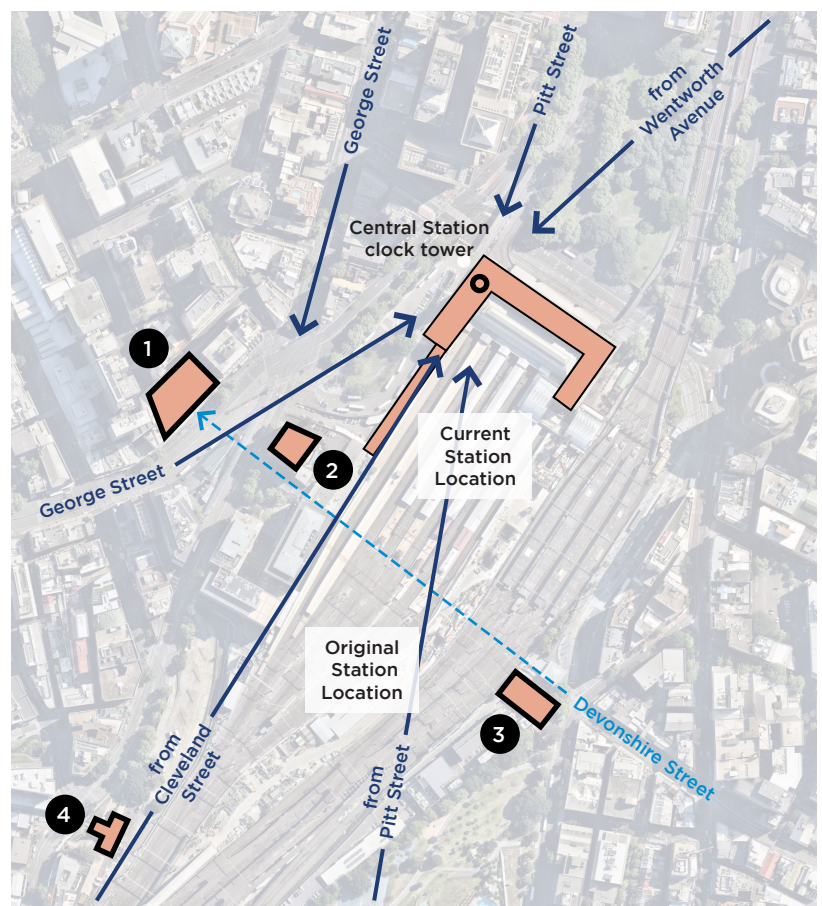 George Street
Pitt Street
from
Wentworth
Avenue
Central Station
clock tower
1
2
George Street
Current
Station
Location
Original
Station
Location
3
Devonshire Street
from
Cleveland
Street
from
Pitt Street
4